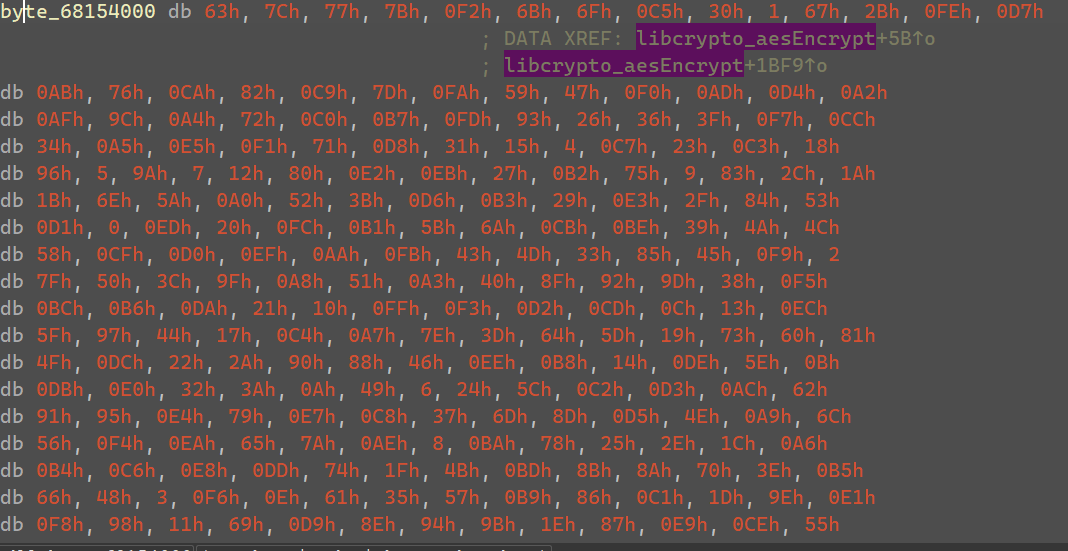 byte_68154000 db 63h, 7Ch, 77h, 7Bh, 0F2h, 6Bh, 6Fh, 0C5h, 30h, 1, 67h, 2Bh, 0FEh, 0D7h
; DATA XREF: libcrypto_aesEncrypt+5B↑o
; libcrypto_aesEncrypt+1BF9↑o
db 0ABh, 76h, 0CAh, 82h, 0C9h, 7Dh, 0FAh, 59h, 47h, 0F0h, 0ADh, 0D4h, 0A2h
db 0AFh, 9Ch, 0A4h, 72h, 0C0h, 0B7h, 0FDh, 93h, 26h, 36h, 3Fh, 0F7h, 0CCh
db 34h, 0A5h, 0E5h, 0F1h, 71h, 0D8h, 31h, 15h, 4, 0C7h, 23h, 0C3h, 18h
db 96h, 5, 9Ah, 7, 12h, 80h, 0E2h, 0EBh, 27h, 0B2h, 75h, 9, 83h, 2Ch, 1Ah
db 1Bh, 6Eh, 5Ah, 0A0h, 52h, 3Bh, 0D6h, 0B3h, 29h, 0E3h, 2Fh, 84h, 53h
db 0D1h, 0, 0EDh, 20h, 0FCh, 0B1h, 5Bh, 6Ah, 0CBh, 0BEh, 39h, 4Ah, 4Ch
db 58h, 0CFh, 0D0h, 0EFh, 0AAh, 0FBh, 43h, 4Dh, 33h, 85h, 45h, 0F9h, 2
db 7Fh, 50h, 3Ch, 9Fh, 0A8h, 51h, 0A3h, 40h, 8Fh, 92h, 9Dh, 38h, 0F5h
db 0BCh, 0B6h, 0DAh, 21h, 10h, 0FFh, 0F3h, 0D2h, 0CDh, 0Ch, 13h, 0ECh
db 5Fh, 97h, 44h, 17h, 0C4h, 0A7h, 7Eh, 3Dh, 64h, 5Dh, 19h, 73h, 60h, 81h
db 4Fh, 0DCh, 22h, 2Ah, 90h, 88h, 46h, 0EEh, 0B8h, 14h, 0DEh, 5Eh, 0Bh
db 0DBh, 0E0h, 32h, 3Ah, 0Ah, 49h, 6, 24h, 5Ch, 0C2h, 0D3h, 0ACh, 62h
db 91h, 95h, 0E4h, 79h, 0E7h, 0C8h, 37h, 6Dh, 8Dh, 0D5h, 4Eh, 0A9h, 6Ch
db 56h, 0F4h, 0EAh, 65h, 7Ah, 0AEh, 8, 0BAh, 78h, 25h, 2Eh, 1Ch, 0A6h
db 0B4h, 0C6h, 0E8h, 0DDh, 74h, 1Fh, 4Bh, 0BDh, 8Bh, 8Ah, 70h, 3Eh, 0B5h
db 66h, 48h, 3, 0F6h, 0Eh, 61h, 35h, 57h, 0B9h, 86h, 0C1h, 1Dh, 9Eh, 0E1h
db 0F8h, 98h, 11h, 69h, 0D9h, 8Eh, 94h, 9Bh, 1Eh, 87h, 0E9h, 0CEh, 55h